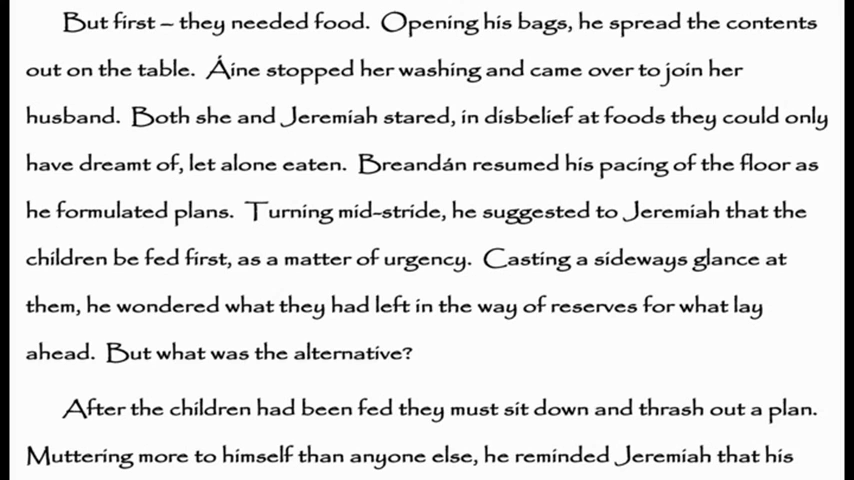 But first – they needed food. Opening his bags, he spread the contents
out on the table. Áine stopped her washing and came over to join her
husband. Both she and Jeremiah stared, in disbelief at foods they could only
have dreamt of, let alone eaten. Breandán resumed his pacing of the floor as
he formulated plans. Turning mid-stride, he suggested to Jeremiah that the
children be fed first, as a matter of urgency. Casting a sideways glance at
them, he wondered what they had left in the way of reserves for what lay
ahead. But what was the alternative?
After the children had been fed they must sit down and thrash out a plan.
Muttering more to himself than anyone else, he reminded Jeremiah that his